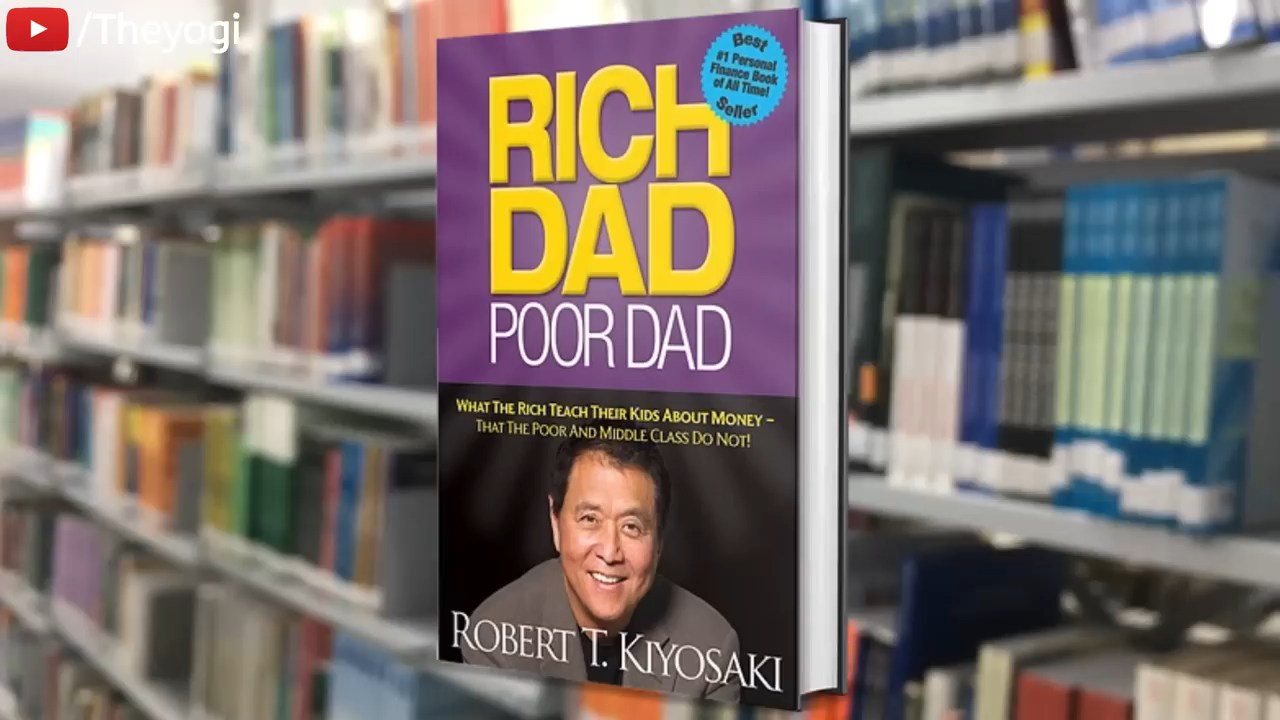 /Theyogi
Best
#1 Personal
Finance Book
of All Time!
Seller
RICH
DAD
POOR DAD
WHAT THE RICH TEACH THEIR KIDS ABOUT MONEY –
THAT THE POOR AND MIDDLE CLASS DO NOT!
ROBERT T. KIYOSAKI